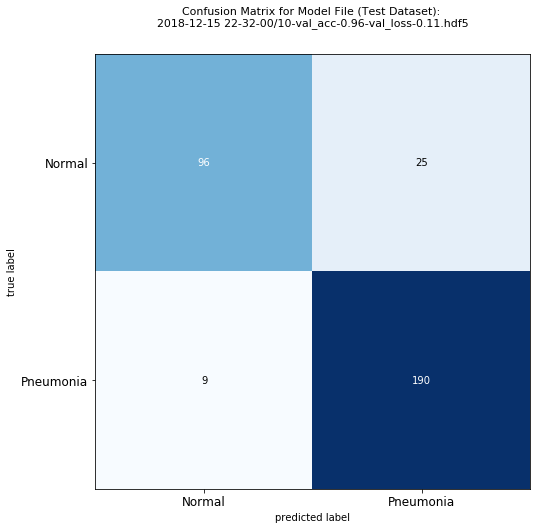 Confusion Matrix for Model File (Test Dataset):
2018-12-15 22-32-00/10-val_acc-0.96-val_loss-0.11.hdf5
Normal
96
25
true label
Pneumonia
9
190
Normal
Pneumonia
predicted label